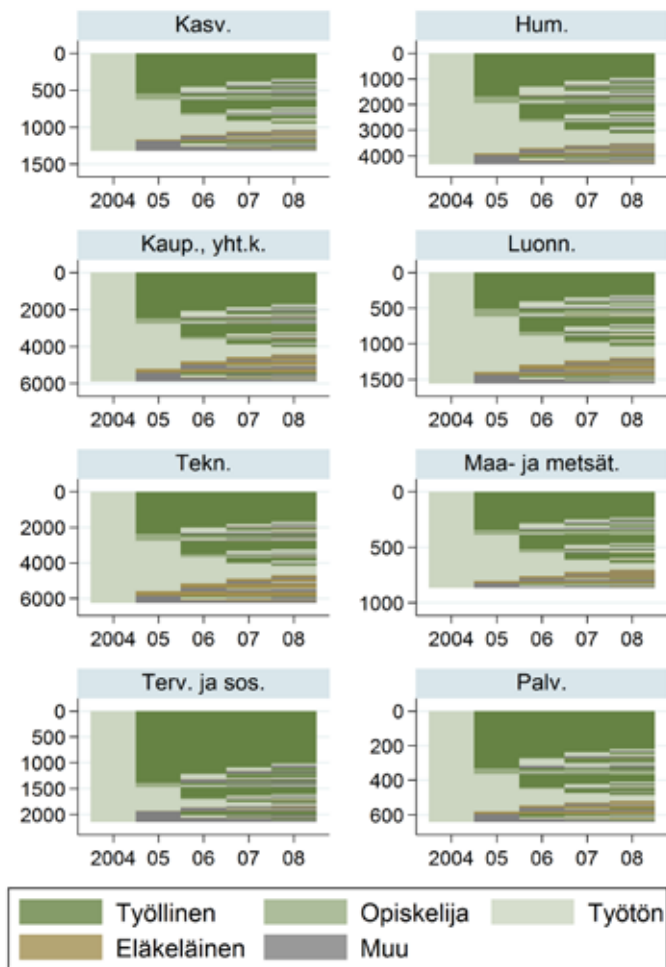 Kasv.
0
500
1000
1500
2004 05 06 07 08
Hum.
0
1000
2000
3000
4000
2004 05 06 07 08
Kaup., yht.k.
0
2000
4000
6000
2004 05 06 07 08
Luonn.
0
500
1000
1500
2004 05 06 07 08
Tekn.
0
2000
4000
6000
2004 05 06 07 08
Maa- ja metsät.
0
500
1000
2004 05 06 07 08
Terv. ja sos.
0
500
1000
1500
2000
2004 05 06 07 08
Palv.
0
200
400
600
2004 05 06 07 08
Työllinen Opiskelija Työtön
Eläkeläinen Muu